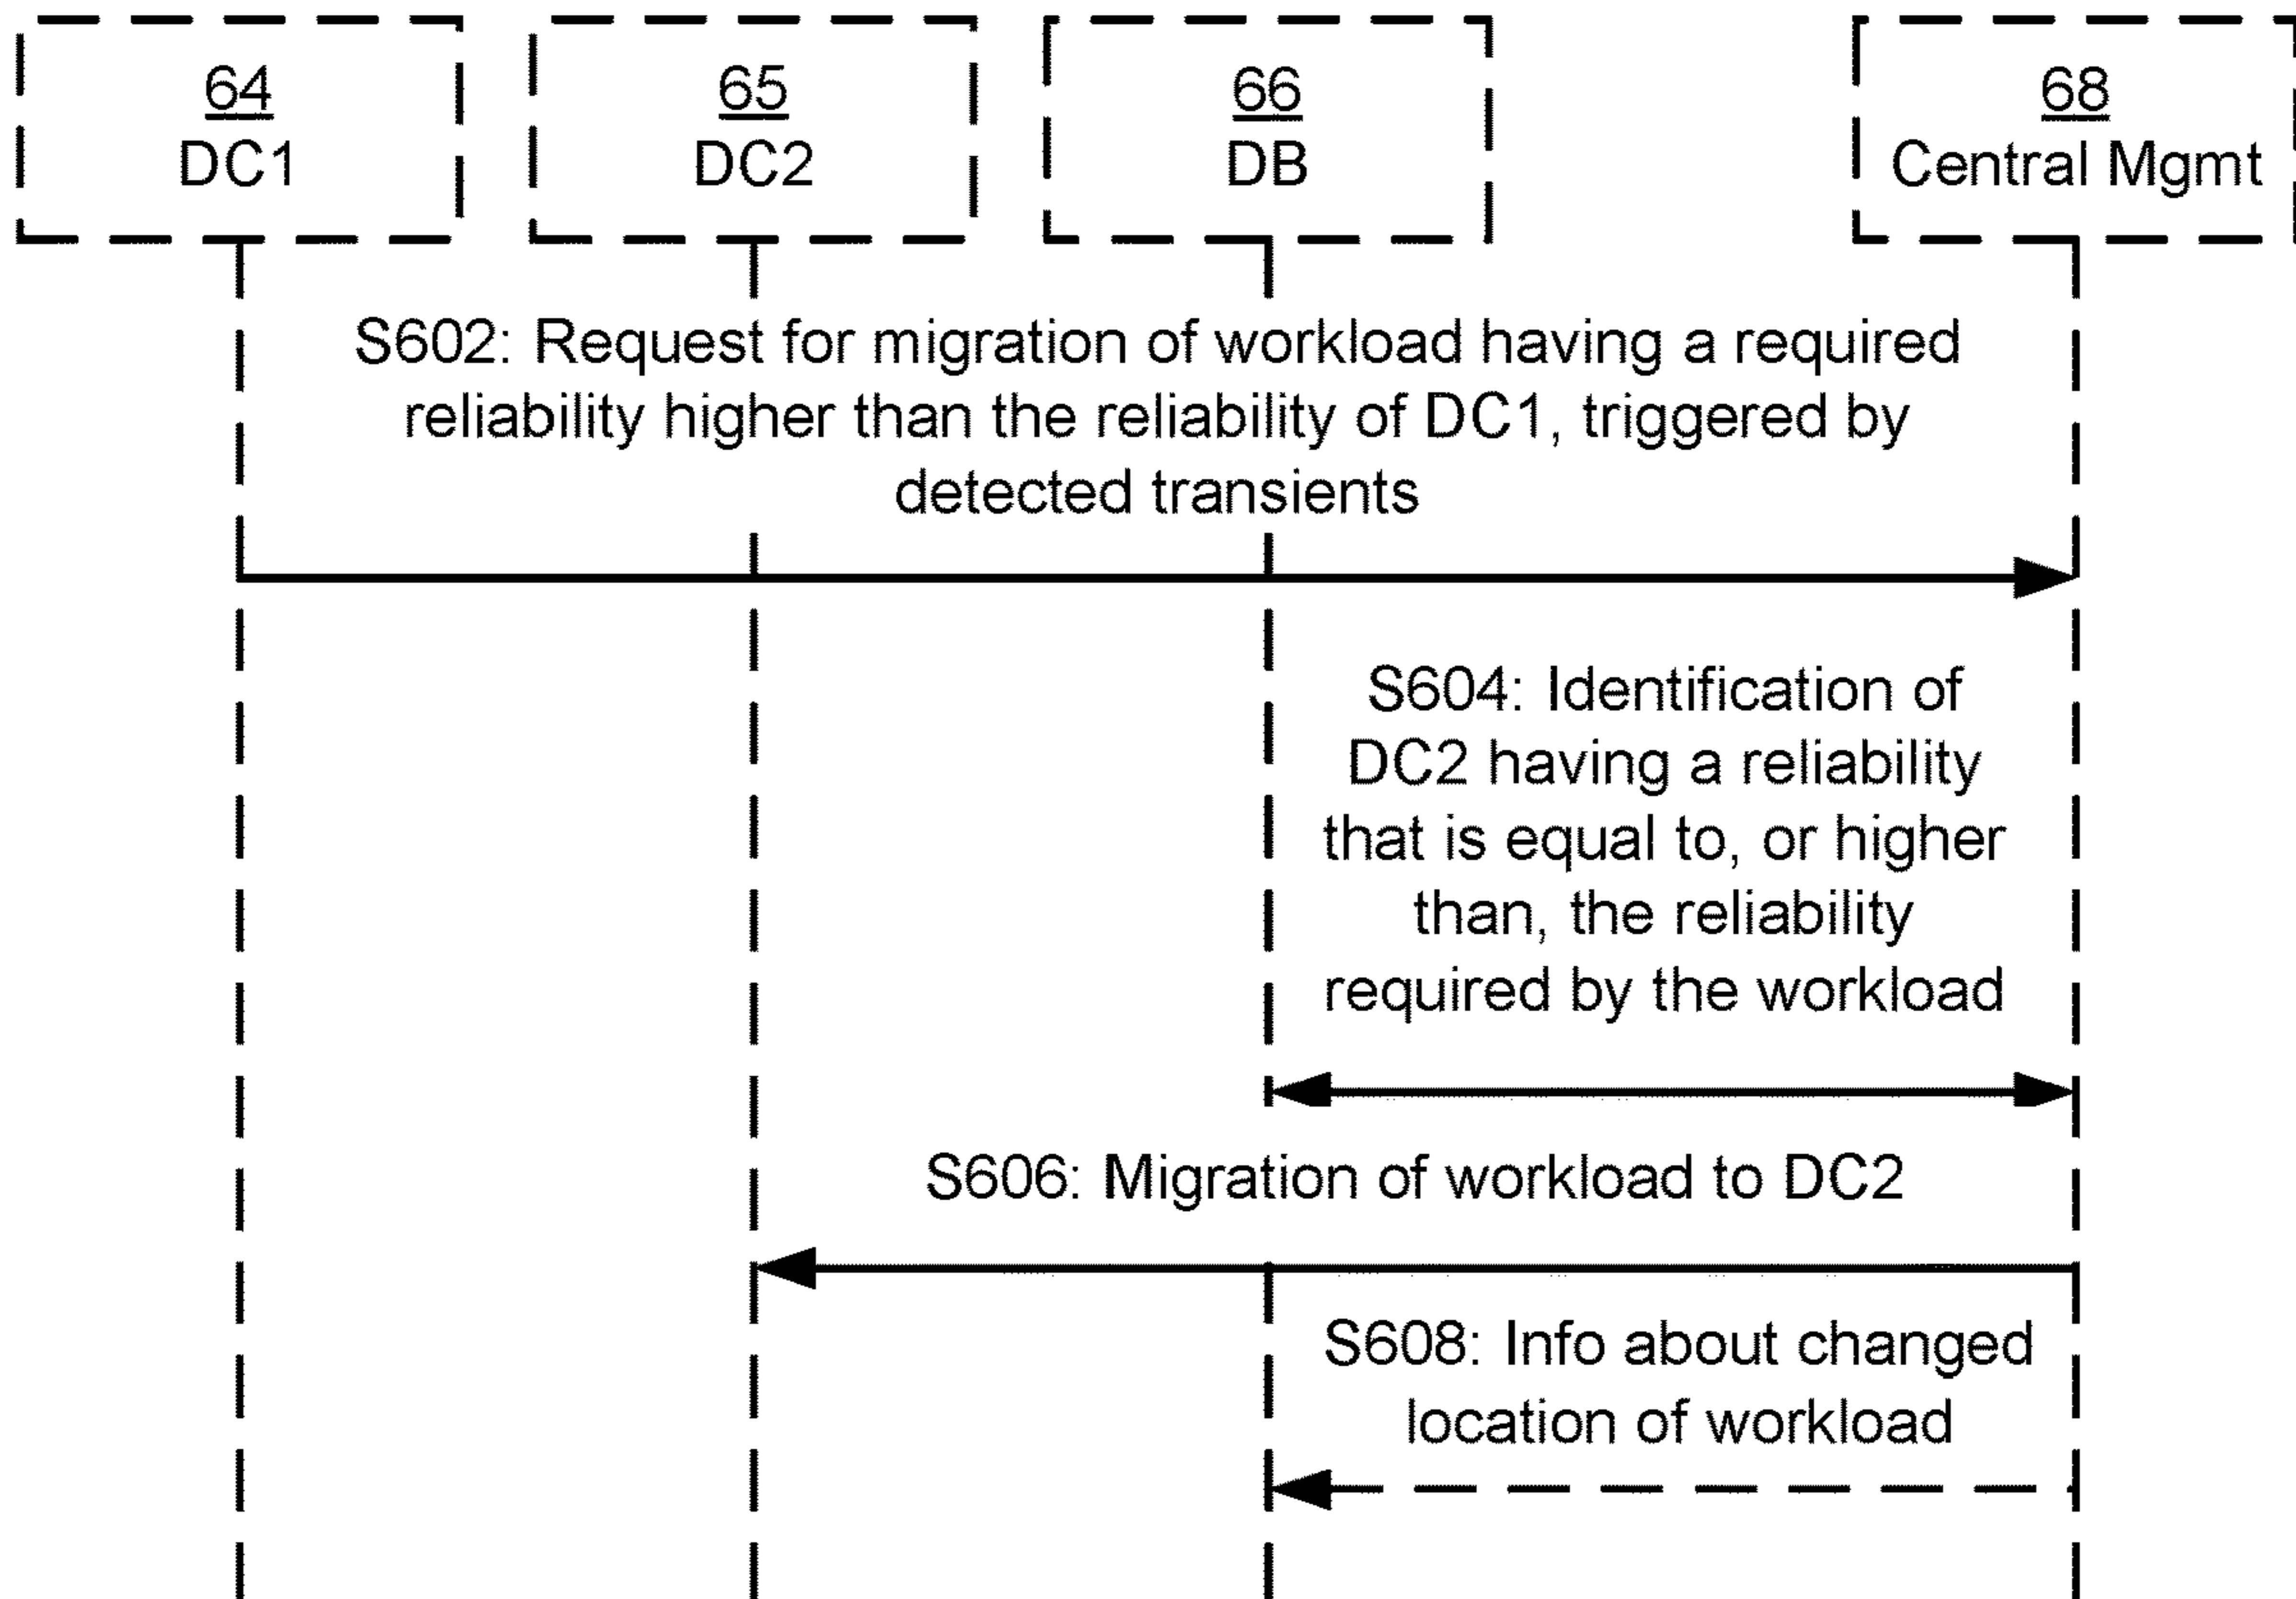 64
DC1
65
DC2
66
DB
68
Central Mgmt
S602: Request for migration of workload having a required
reliability higher than the reliability of DC1, triggered by
detected transients
S604: Identification of
DC2 having a reliability
that is equal to, or higher
than, the reliability
required by the workload
S606: Migration of workload to DC2
S608: Info about changed
location of workload